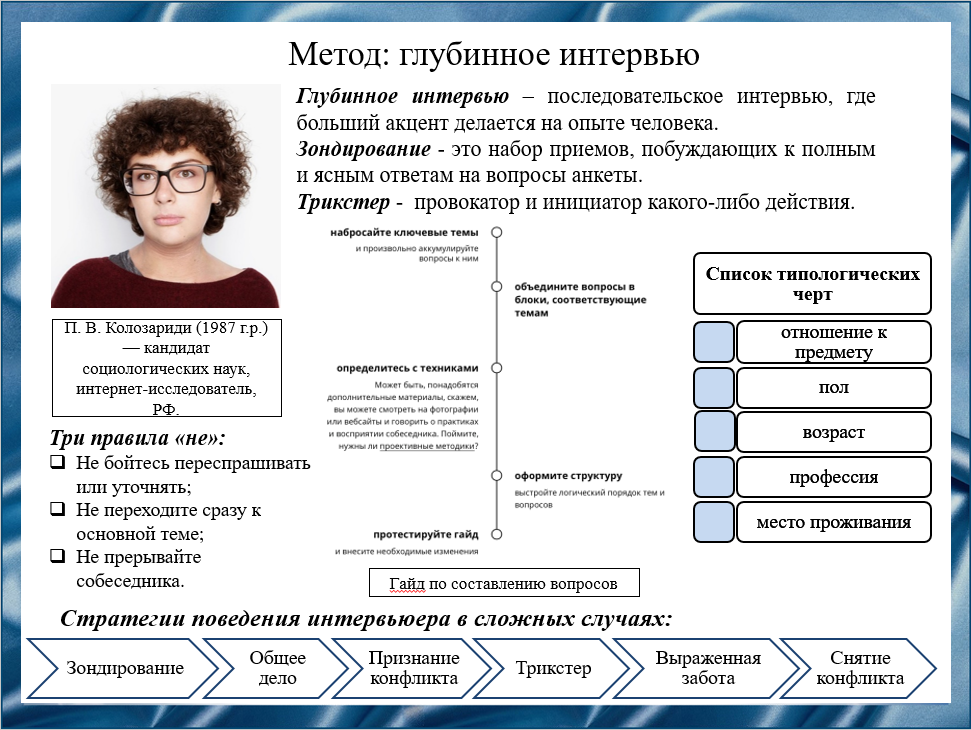 Метод: глубинное интервью
Глубинное интервью – последовательское интервью, где
больший акцент делается на опыте человека.
Зондирование - это набор приемов, побуждающих к полным
и ясным ответам на вопросы анкеты.
Трикстер - провокатор и инициатор какого-либо действия.
П. В. Колозариди (1987 г.р.)
— кандидат
социологических наук,
интернет-исследователь,
РФ.
Три правила «не»:
Не бойтесь переспрашивать
или уточнять;
Не переходите сразу к
основной теме;
Не прерывайте
собеседника.
набросайте ключевые темы
и произвольно аккумулируйте
вопросы к ним
объедините вопросы в
блоки, соответствующие
темам
определитесь с техниками
Может быть, понадобятся
дополнительные материалы, скажем,
вы можете смотреть на фотографии
или вебсайты и говорить о практиках
и восприятии собеседника. Поймите,
нужны ли проективные методики?
оформите структуру
выстройте логический порядок тем и
вопросов
протестируйте гайд
и внесите необходимые изменения
Гайд по составлению вопросов
Список типологических
черт
отношение к
предмету
пол
возраст
профессия
место проживания
Стратегии поведения интервьюера в сложных случаях:
Зондирование
Общее
дело
Признание
конфликта
Трикстер
Выраженная
забота
Снятие
конфликта